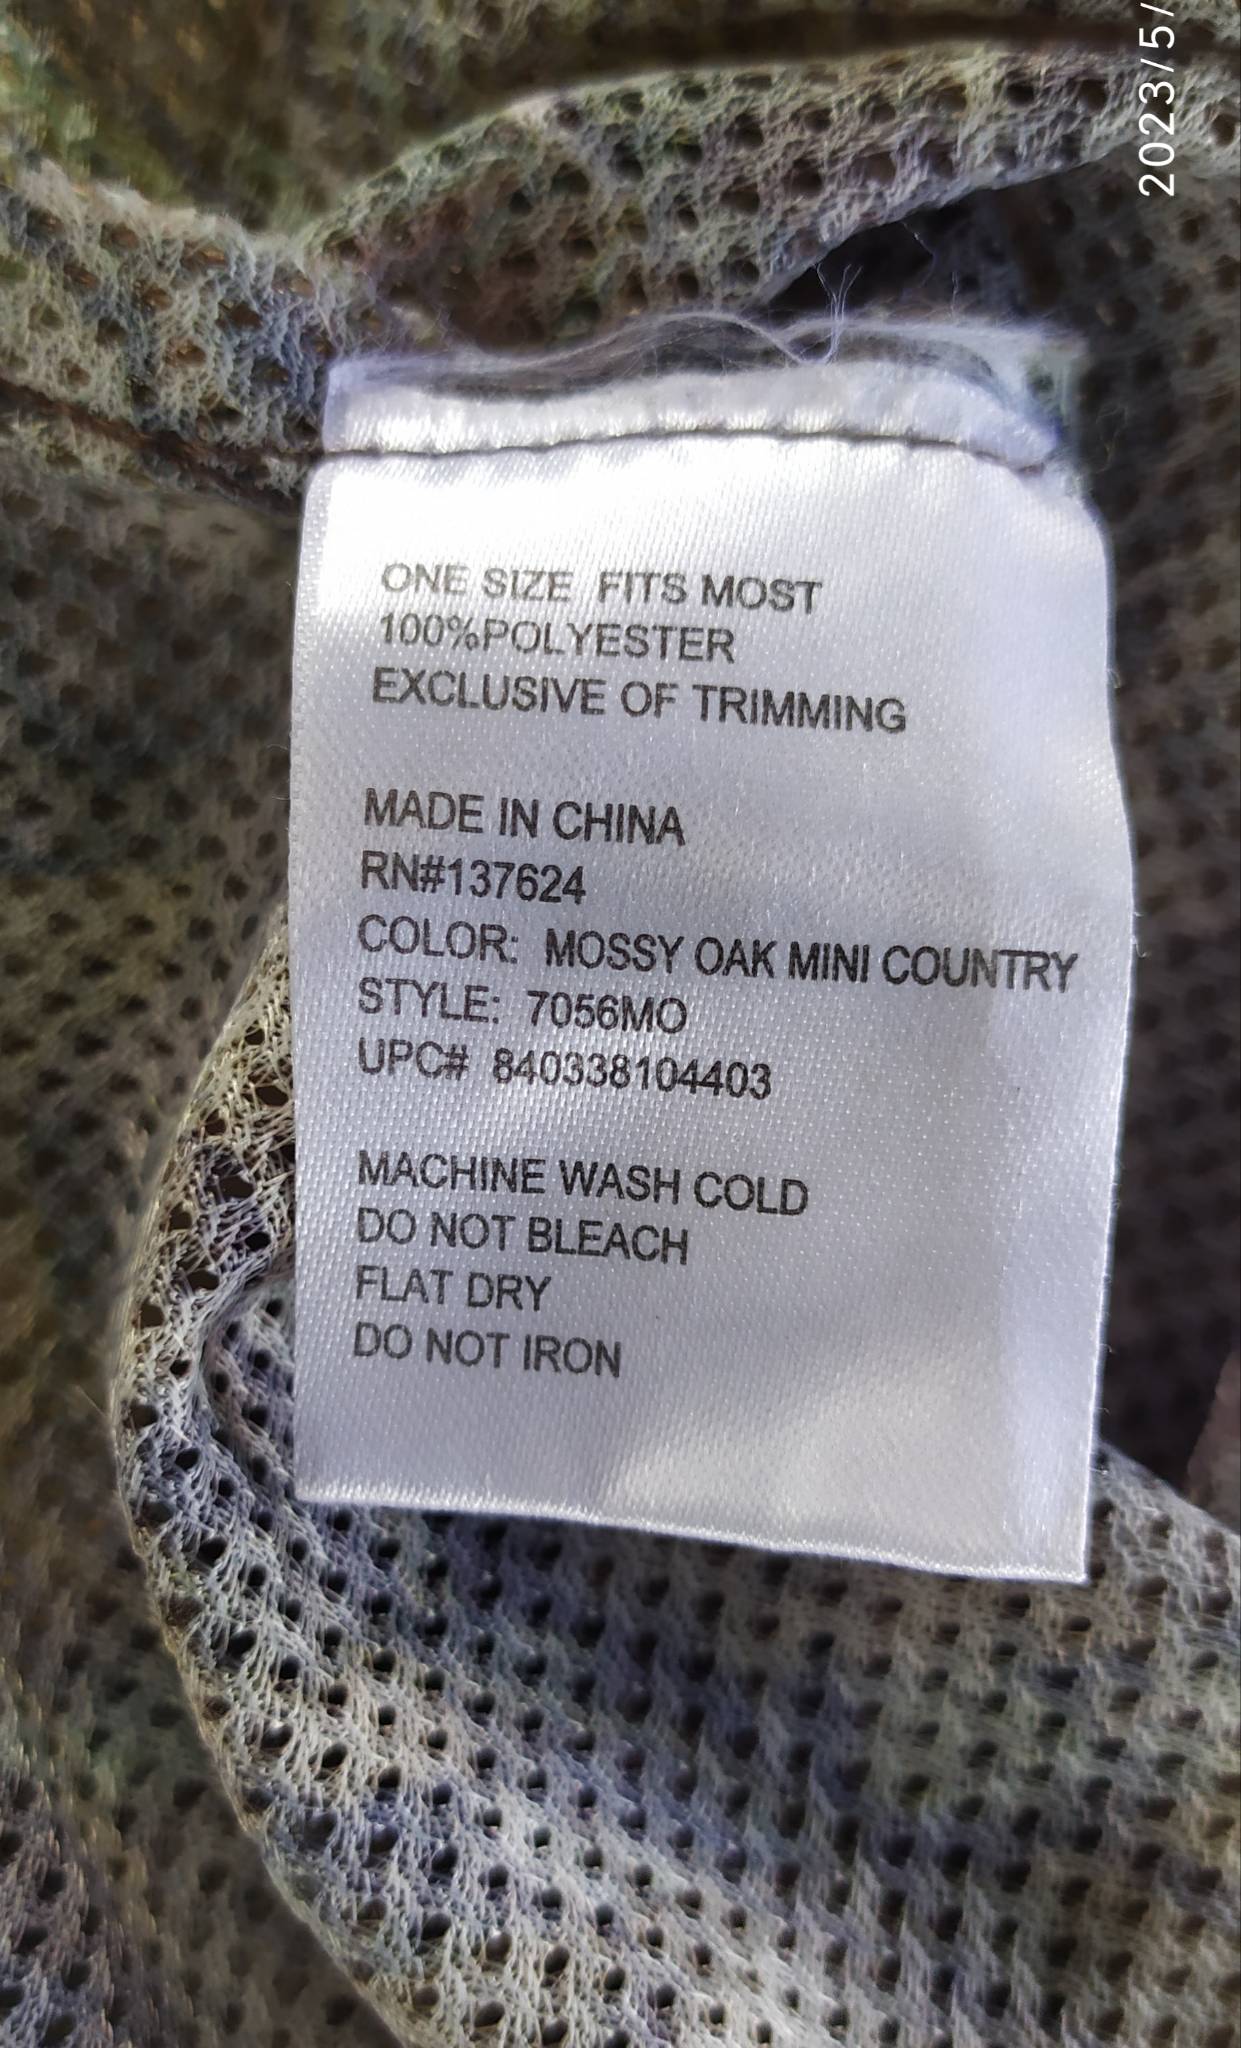 2023/5/
ONE SIZE FITS MOST
100%POLYESTER
EXCLUSIVE OF TRIMMING
MADE IN CHINA
RN#137624
COLOR: MOSSY OAK MINI COUNTRY
STYLE: 7056MO
UPC# 840338104403
MACHINE WASH COLD
DO NOT BLEACH
FLAT DRY
DO NOT IRON